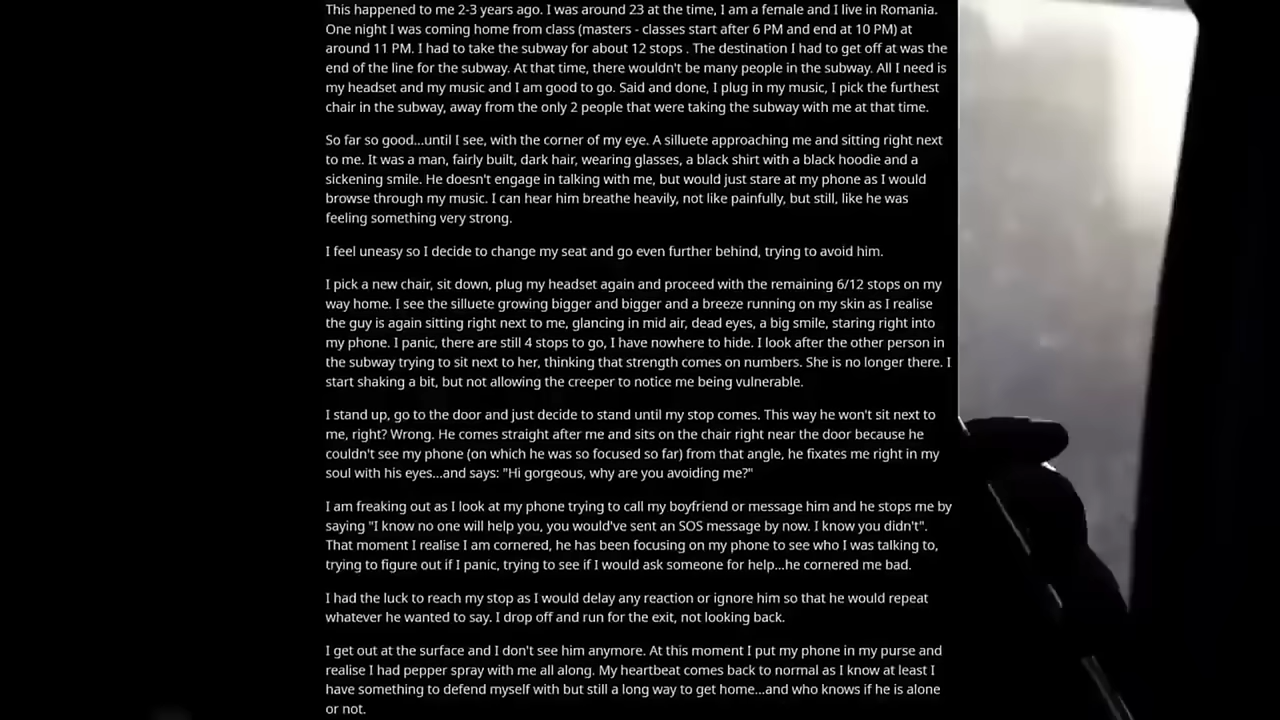 This happened to me 2-3 years ago. I was around 23 at the time, I am a female and I live in Romania.
One night I was coming home from class (masters - classes start after 6 PM and end at 10 PM) at
around 11 PM. I had to take the subway for about 12 stops . The destination I had to get off at was the
end of the line for the subway. At that time, there wouldn't be many people in the subway. All I need is
my headset and my music and I am good to go. Said and done, I plug in my music, I pick the furthest
chair in the subway, away from the only 2 people that were taking the subway with me at that time.
So far so good...until I see, with the corner of my eye. A silluete approaching me and sitting right next
to me. It was a man, fairly built, dark hair, wearing glasses, a black shirt with a black hoodie and a
sickening smile. He doesn't engage in talking with me, but would just stare at my phone as I would
browse through my music. I can hear him breathe heavily, not like painfully, but still, like he was
feeling something very strong.
I feel uneasy so I decide to change my seat and go even further behind, trying to avoid him.
I pick a new chair, sit down, plug my headset again and proceed with the remaining 6/12 stops on my
way home. I see the silluete growing bigger and bigger and a breeze running on my skin as I realise
the guy is again sitting right next to me, glancing in mid air, dead eyes, a big smile, staring right into
my phone. I panic, there are still 4 stops to go, I have nowhere to hide. I look after the other person in
the subway trying to sit next to her, thinking that strength comes on numbers. She is no longer there. I
start shaking a bit, but not allowing the creeper to notice me being vulnerable.
I stand up, go to the door and just decide to stand until my stop comes. This way he won't sit next to
me, right? Wrong. He comes straight after me and sits on the chair right near the door because he
couldn't see my phone (on which he was so focused so far) from that angle, he fixates me right in my
soul with his eyes...and says: "Hi gorgeous, why are you avoiding me?"
I am freaking out as I look at my phone trying to call my boyfriend or message him and he stops me by
saying "I know no one will help you, you would've sent an SOS message by now. I know you didn't".
That moment I realise I am cornered, he has been focusing on my phone to see who I was talking to,
trying to figure out if I panic, trying to see if I would ask someone for help...he cornered me bad.
I had the luck to reach my stop as I would delay any reaction or ignore him so that he would repeat
whatever he wanted to say. I drop off and run for the exit, not looking back.
I get out at the surface and I don't see him anymore. At this moment I put my phone in my purse and
realise I had pepper spray with me all along. My heartbeat comes back to normal as I know at least I
have something to defend myself with but still a long way to get home...and who knows if he is alone
or not.